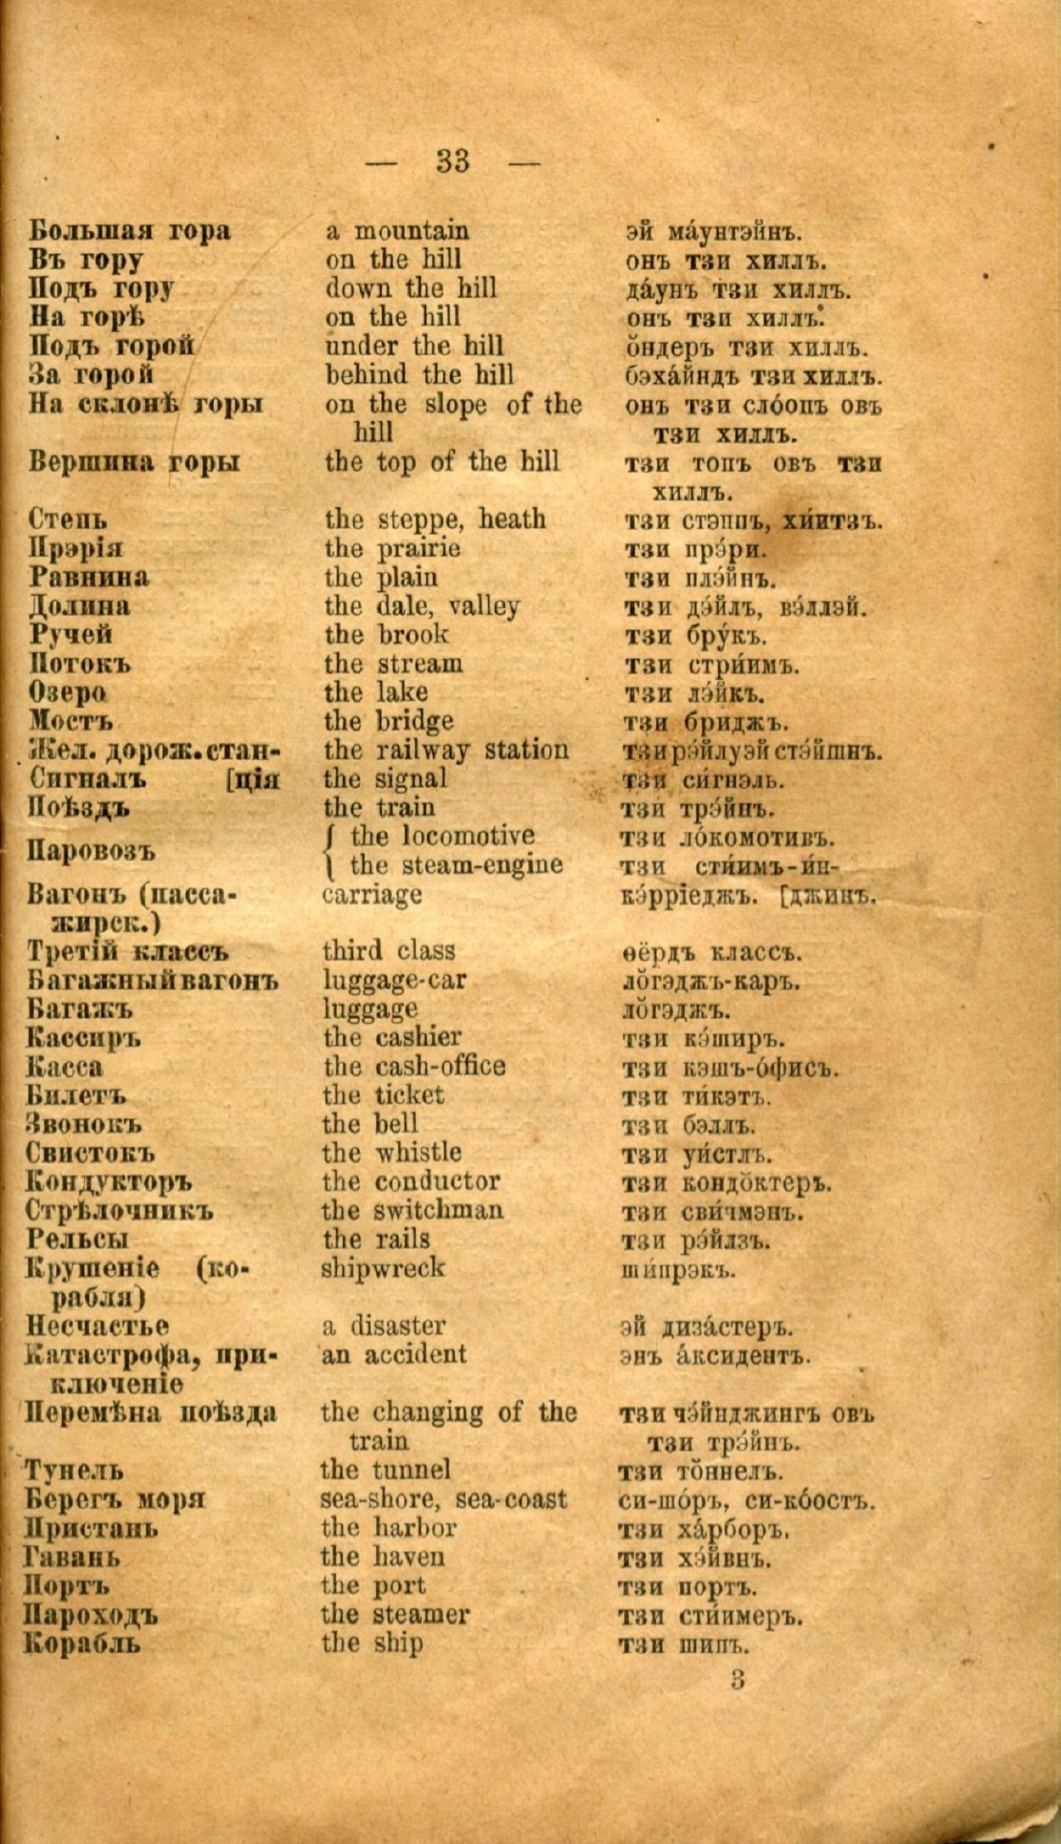 — 33 —
Большая гора a mountain эй ма́унтэйнъ.
Въ гору on the hill онъ тзи хиллъ.
Подъ гору down the hill да́унъ тзи хиллъ.
На горѣ on the hill онъ тзи хиллъ.
Подъ горой under the hill о̆ндеръ тзи хиллъ.
За горой behind the hill бэха́йндъ тзи хиллъ.
На склонѣ горы on the slope of the онъ тзи сло́опъ овъ
hill тзи хиллъ.
Вершина горы the top of the hill тзи топъ овъ тзи
хиллъ.
Степь the steppe, heath тзи стэппъ, хи́итзъ.
Прэрія the prairie тзи прэ́ри.
Равнина the plain тзи плэ́йнъ.
Долина the dale, valley тзи дэ́йлъ, вэ́ллэй.
Ручей the brook тзи бру́къ.
Потокъ the stream тзи стри́имъ.
Озеро the lake тзи лэ́йкъ.
Мостъ the bridge тзи бриджъ.
Жел. дорож. стан- the railway station тзи рэ́йлуэй стэ́йшнъ.
Сигналъ [ція the signal тзи си́гнэль.
Поѣздъ the train тзи трэ́йнъ.
Паровозъ { the locomotive тзи ло́комотивъ.
the steam-engine тзи сти́имъ-и́н-
Вагонъ (пасса- carriage кэ́рріеджъ. [джинъ.
жирск.)
Третій классъ third class ѳёрдъ классъ.
Багажный вагонъ luggage-car ло̆гэджъ-каръ.
Багажъ luggage ло̆гэджъ.
Кассиръ the cashier тзи кэ́ширъ.
Касса the cash-office тзи кэшъ-о́фисъ.
Билетъ the ticket тзи ти́кэтъ.
Звонокъ the bell тзи бэллъ.
Свистокъ the whistle тзи уи́стлъ.
Кондукторъ the conductor тзи кондо̆ктеръ.
Стрѣлочникъ the switchman тзи сви́чмэнъ.
Рельсы the rails тзи рэ́йлзъ.
Крушеніе (ко- shipwreck ши́прэкъ.
рабля)
Несчастье a disaster эй диза́стеръ.
Катастрофа, при- an accident энъ а́ксидентъ.
ключеніе
Перемѣна поѣзда the changing of the тзи чэ́йнджингъ овъ
train тзи трэ́йнъ.
Тунель the tunnel тзи то̆ннелъ.
Берегъ моря sea-shore, sea-coast си-шо́ръ, си-ко́остъ.
Пристань the harbor тзи ха́рборъ.
Гавань the haven тзи хэ́йвнъ.
Портъ the port тзи портъ.
Пароходъ the steamer тзи сти́имеръ.
Корабль the ship тзи шипъ.
3